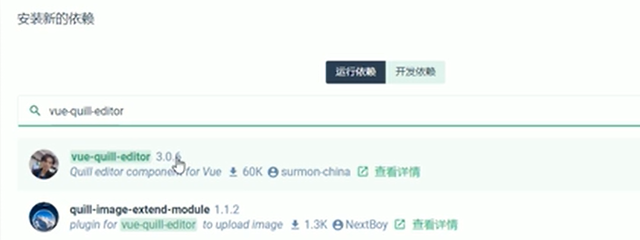 安装新的依赖
运行依赖 开发依赖
vue-quill-editor
vue-quill-editor 3.0.6
Quill editor component for Vue 60K surmon-china 查看详情
quill-image-extend-module 1.1.2
plugin for vue-quill-editor to upload image 1.3K NextBoy 查看详情